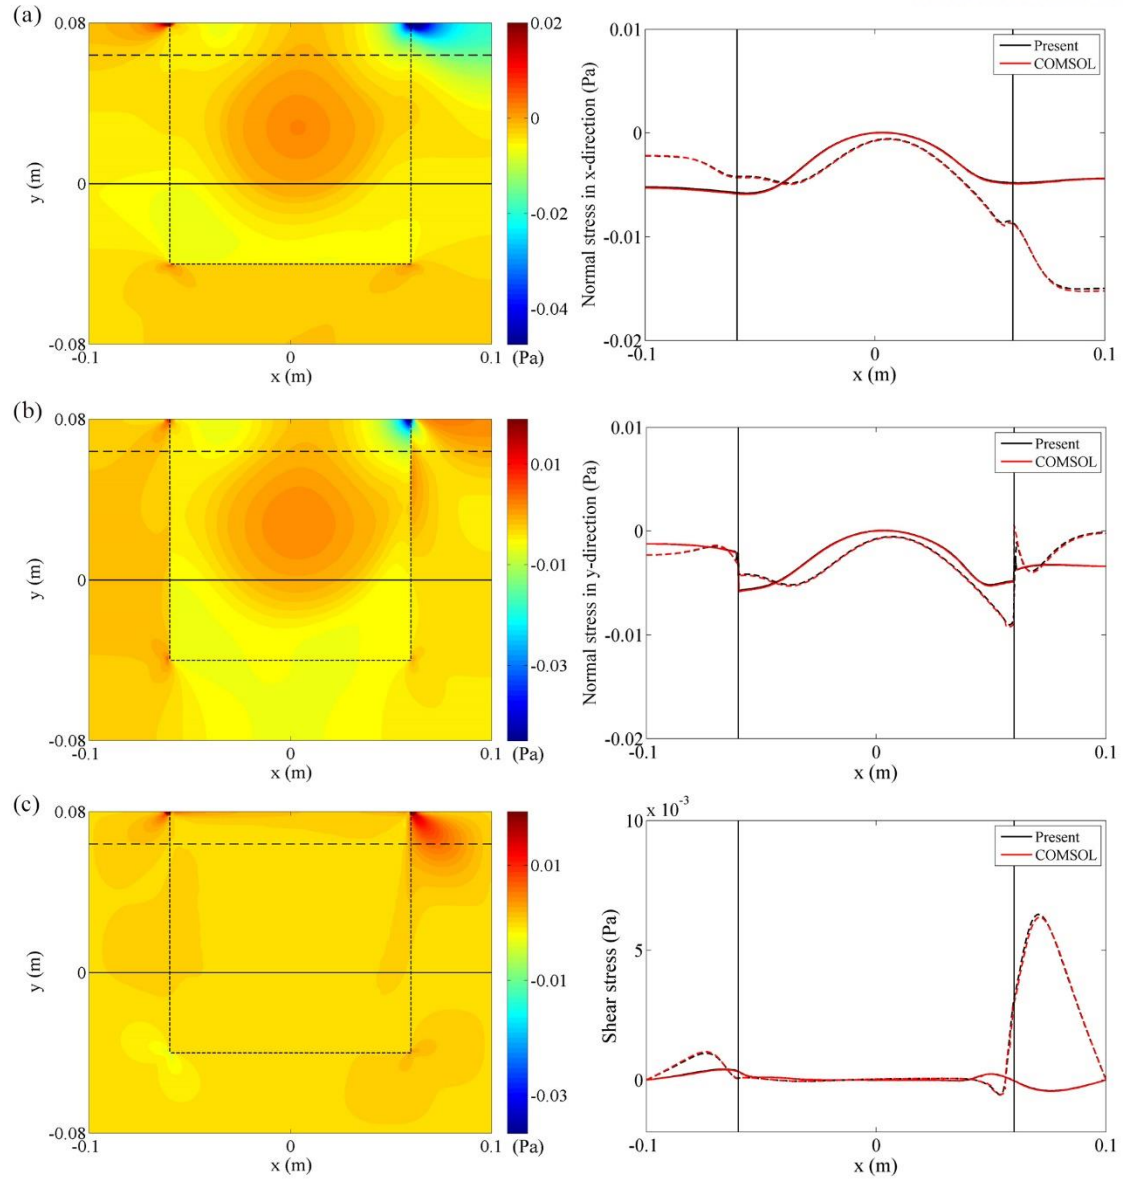 (a)
0.08
y (m)
0
-0.08
-0.1
0
0.1
x (m)
0.02
0
-0.02
-0.04
(Pa)
0.01
Normal stress in x-direction (Pa)
0
-0.01
-0.02
-0.1
0
0.1
x (m)
Present
COMSOL
(b)
0.08
y (m)
0
-0.08
-0.1
0
0.1
x (m)
0.01
-0.01
-0.03
(Pa)
0.01
Normal stress in y-direction (Pa)
0
-0.01
-0.02
-0.1
0
0.1
x (m)
Present
COMSOL
(c)
0.08
y (m)
0
-0.08
-0.1
0
0.1
x (m)
0.01
-0.01
-0.03
(Pa)
x 10⁻³
10
Shear stress (Pa)
5
0
-0.1
0
0.1
x (m)
Present
COMSOL